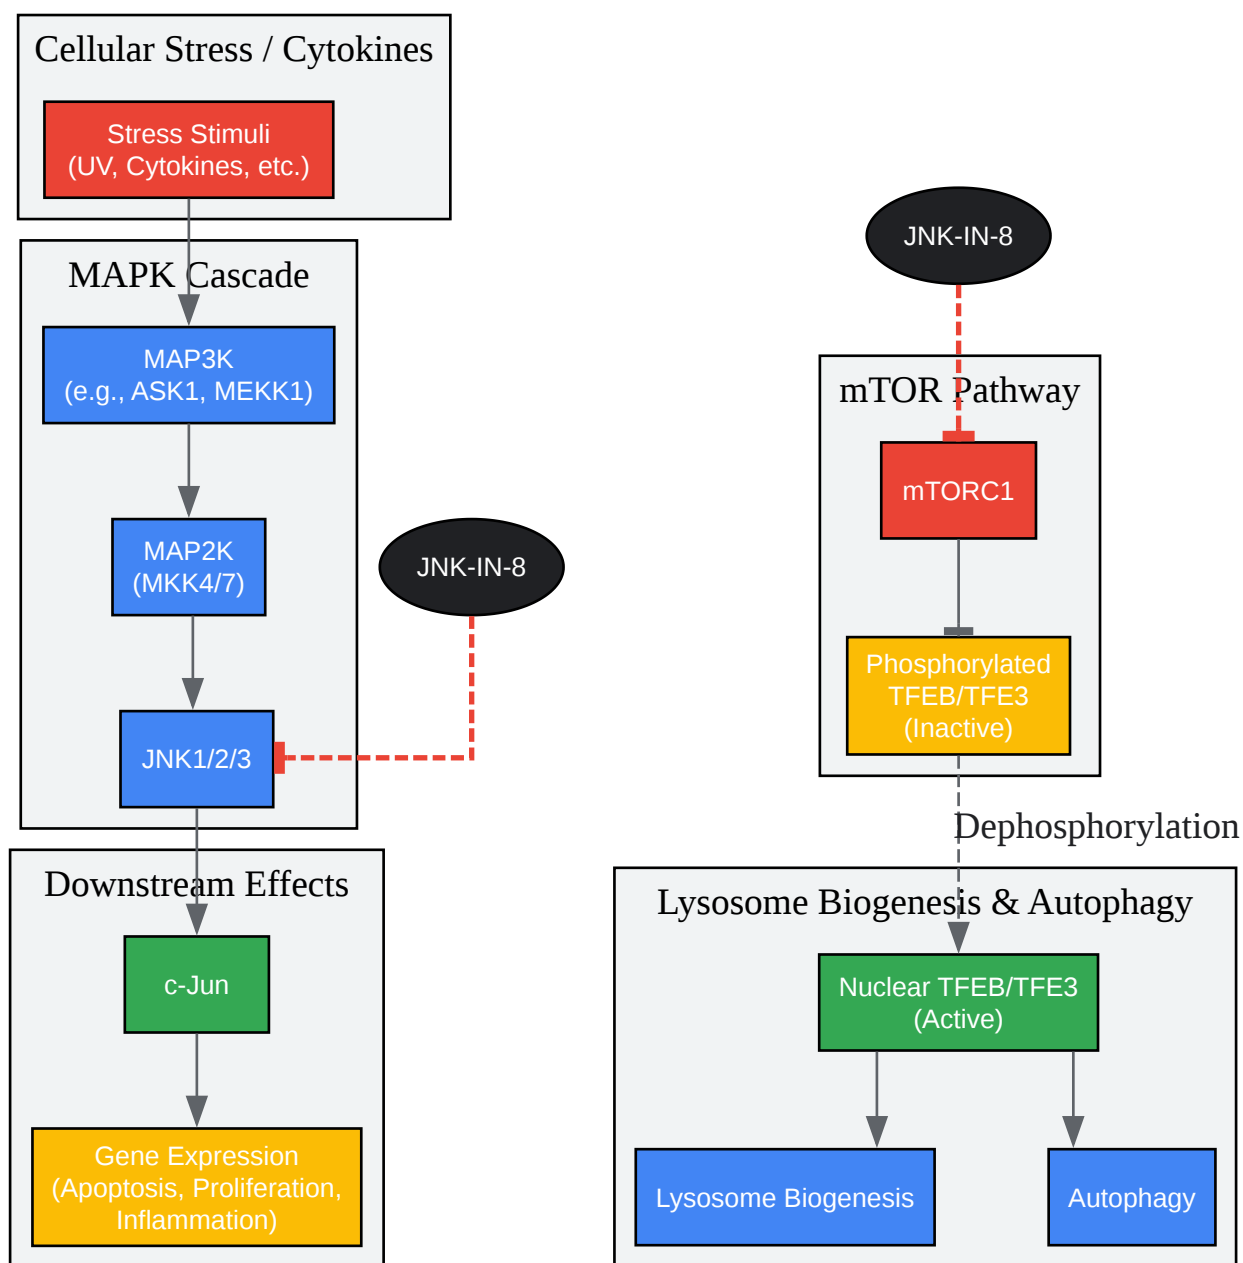 Cellular Stress / Cytokines
Stress Stimuli
(UV, Cytokines, etc.)
MAPK Cascade
MAP3K
(e.g., ASK1, MEKK1)
MAP2K
(MKK4/7)
JNK-IN-8
JNK1/2/3
Downstream Effects
c-Jun
Gene Expression
(Apoptosis, Proliferation,
Inflammation)
JNK-IN-8
mTOR Pathway
mTORC1
Phosphorylated
TFEB/TFE3
(Inactive)
Dephosphorylation
Lysosome Biogenesis & Autophagy
Nuclear TFEB/TFE3
(Active)
Lysosome Biogenesis
Autophagy